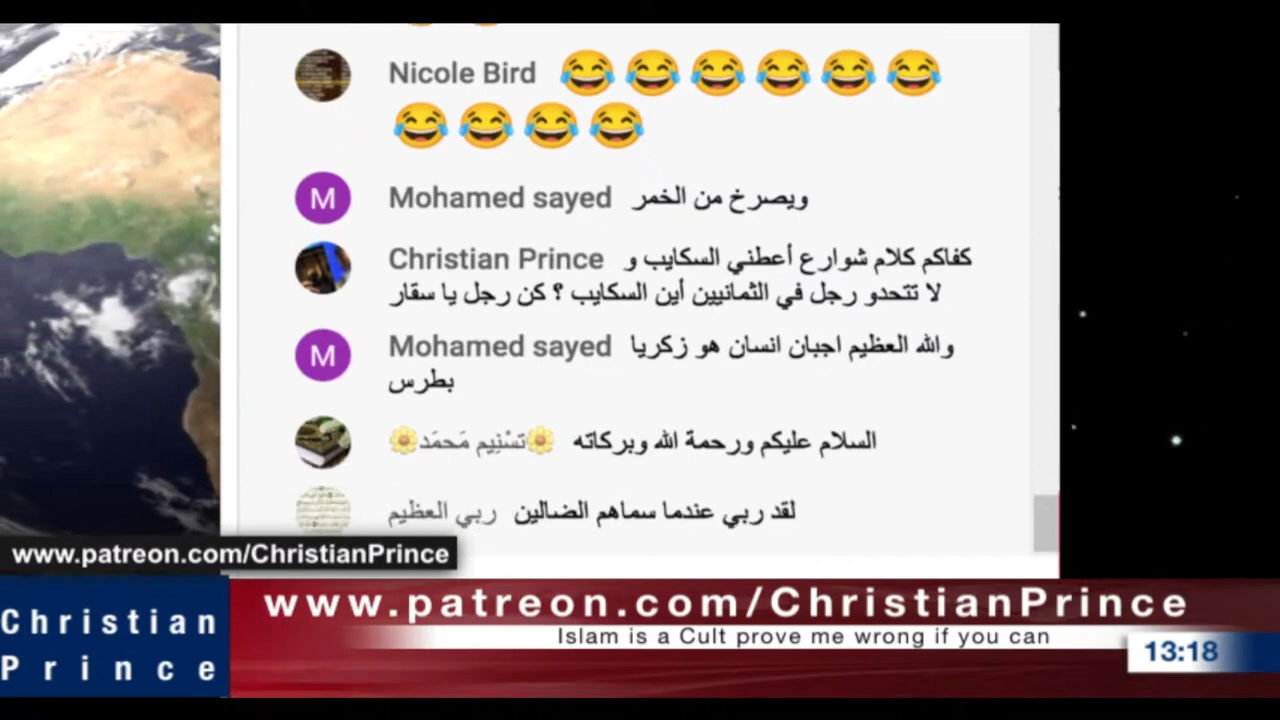 Nicole Bird 😂😂😂😂😂😂
😂😂😂😂
M
Mohamed sayed ويصرخ من الخمر
Christian Prince كفاكم كلام شوارع أعطني السكايب و
لا تتحدو رجل في الثمانيين أين السكايب ؟ كن رجل يا سقار
M
Mohamed sayed والله العظيم اجبان انسان هو زكريا
بطرس
🌼تسْنِيم مَحمَد🌼 السلام عليكم ورحمة الله وبركاته
ربي العظيم لقد ربي عندما سماهم الضالين
www.patreon.com/ChristianPrince
Christian
Prince
www.patreon.com/ChristianPrince
Islam is a Cult prove me wrong if you can
13:18